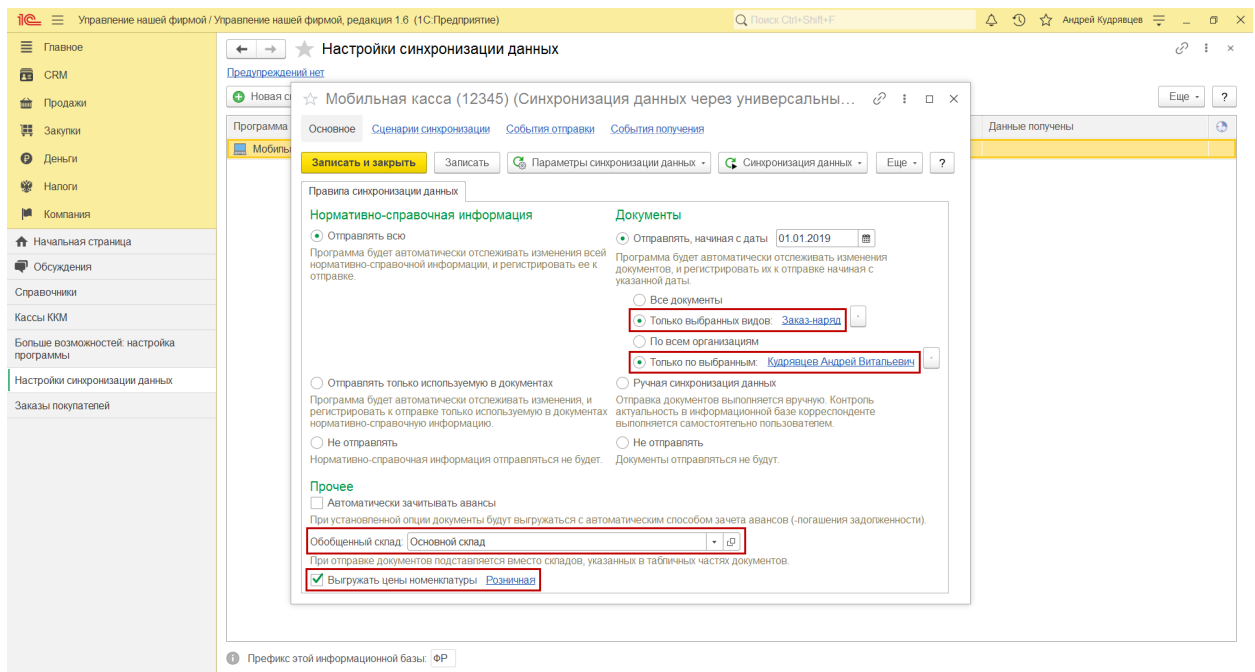 Управление нашей фирмой / Управление нашей фирмой, редакция 1.6 (1С:Предприятие)
Поиск Ctrl+Shift+F
Андрей Кудрявцев
Главное
CRM
Продажи
Закупки
Деньги
Налоги
Компания
Начальная страница
Обсуждения
Справочники
Кассы ККМ
Больше возможностей: настройка
программы
Настройки синхронизации данных
Заказы покупателей
Настройки синхронизации данных
Предупреждений нет
Новая
Еще
?
Программа
Данные получены
Мобиль
Мобильная касса (12345) (Синхронизация данных через универсальны...
Основное
Сценарии синхронизации
События отправки
События получения
Записать и закрыть
Записать
Параметры синхронизации данных
Синхронизация данных
Еще
?
Правила синхронизации данных
Нормативно-справочная информация
Отправлять всю
Программа будет автоматически отслеживать изменения всей
нормативно-справочной информации, и регистрировать ее к
отправке.
Документы
Отправлять, начиная с даты 01.01.2019
Программа будет автоматически отслеживать изменения
документов, и регистрировать их к отправке начиная с
указанной даты.
Все документы
Только выбранных видов: Заказ-наряд
По всем организациям
Только по выбранным: Кудрявцев Андрей Витальевич
Отправлять только используемую в документах
Программа будет автоматически отслеживать изменения, и
регистрировать к отправке только используемую в документах
нормативно-справочную информацию.
Не отправлять
Нормативно-справочная информация отправляться не будет.
Ручная синхронизация данных
Отправка документов выполняется вручную. Контроль
актуальность в информационной базе корреспонденте
выполняется самостоятельно пользователем.
Не отправлять
Документы отправляться не будут.
Прочее
Автоматически зачитывать авансы
При установленной опции документы будут выгружаться с автоматическим способом зачета авансов (-погашения задолженности).
Обобщенный склад: Основной склад
При отправке документов подставляется вместо складов, указанных в табличных частях документов.
Выгружать цены номенклатуры Розничная
Префикс этой информационной базы: ФР